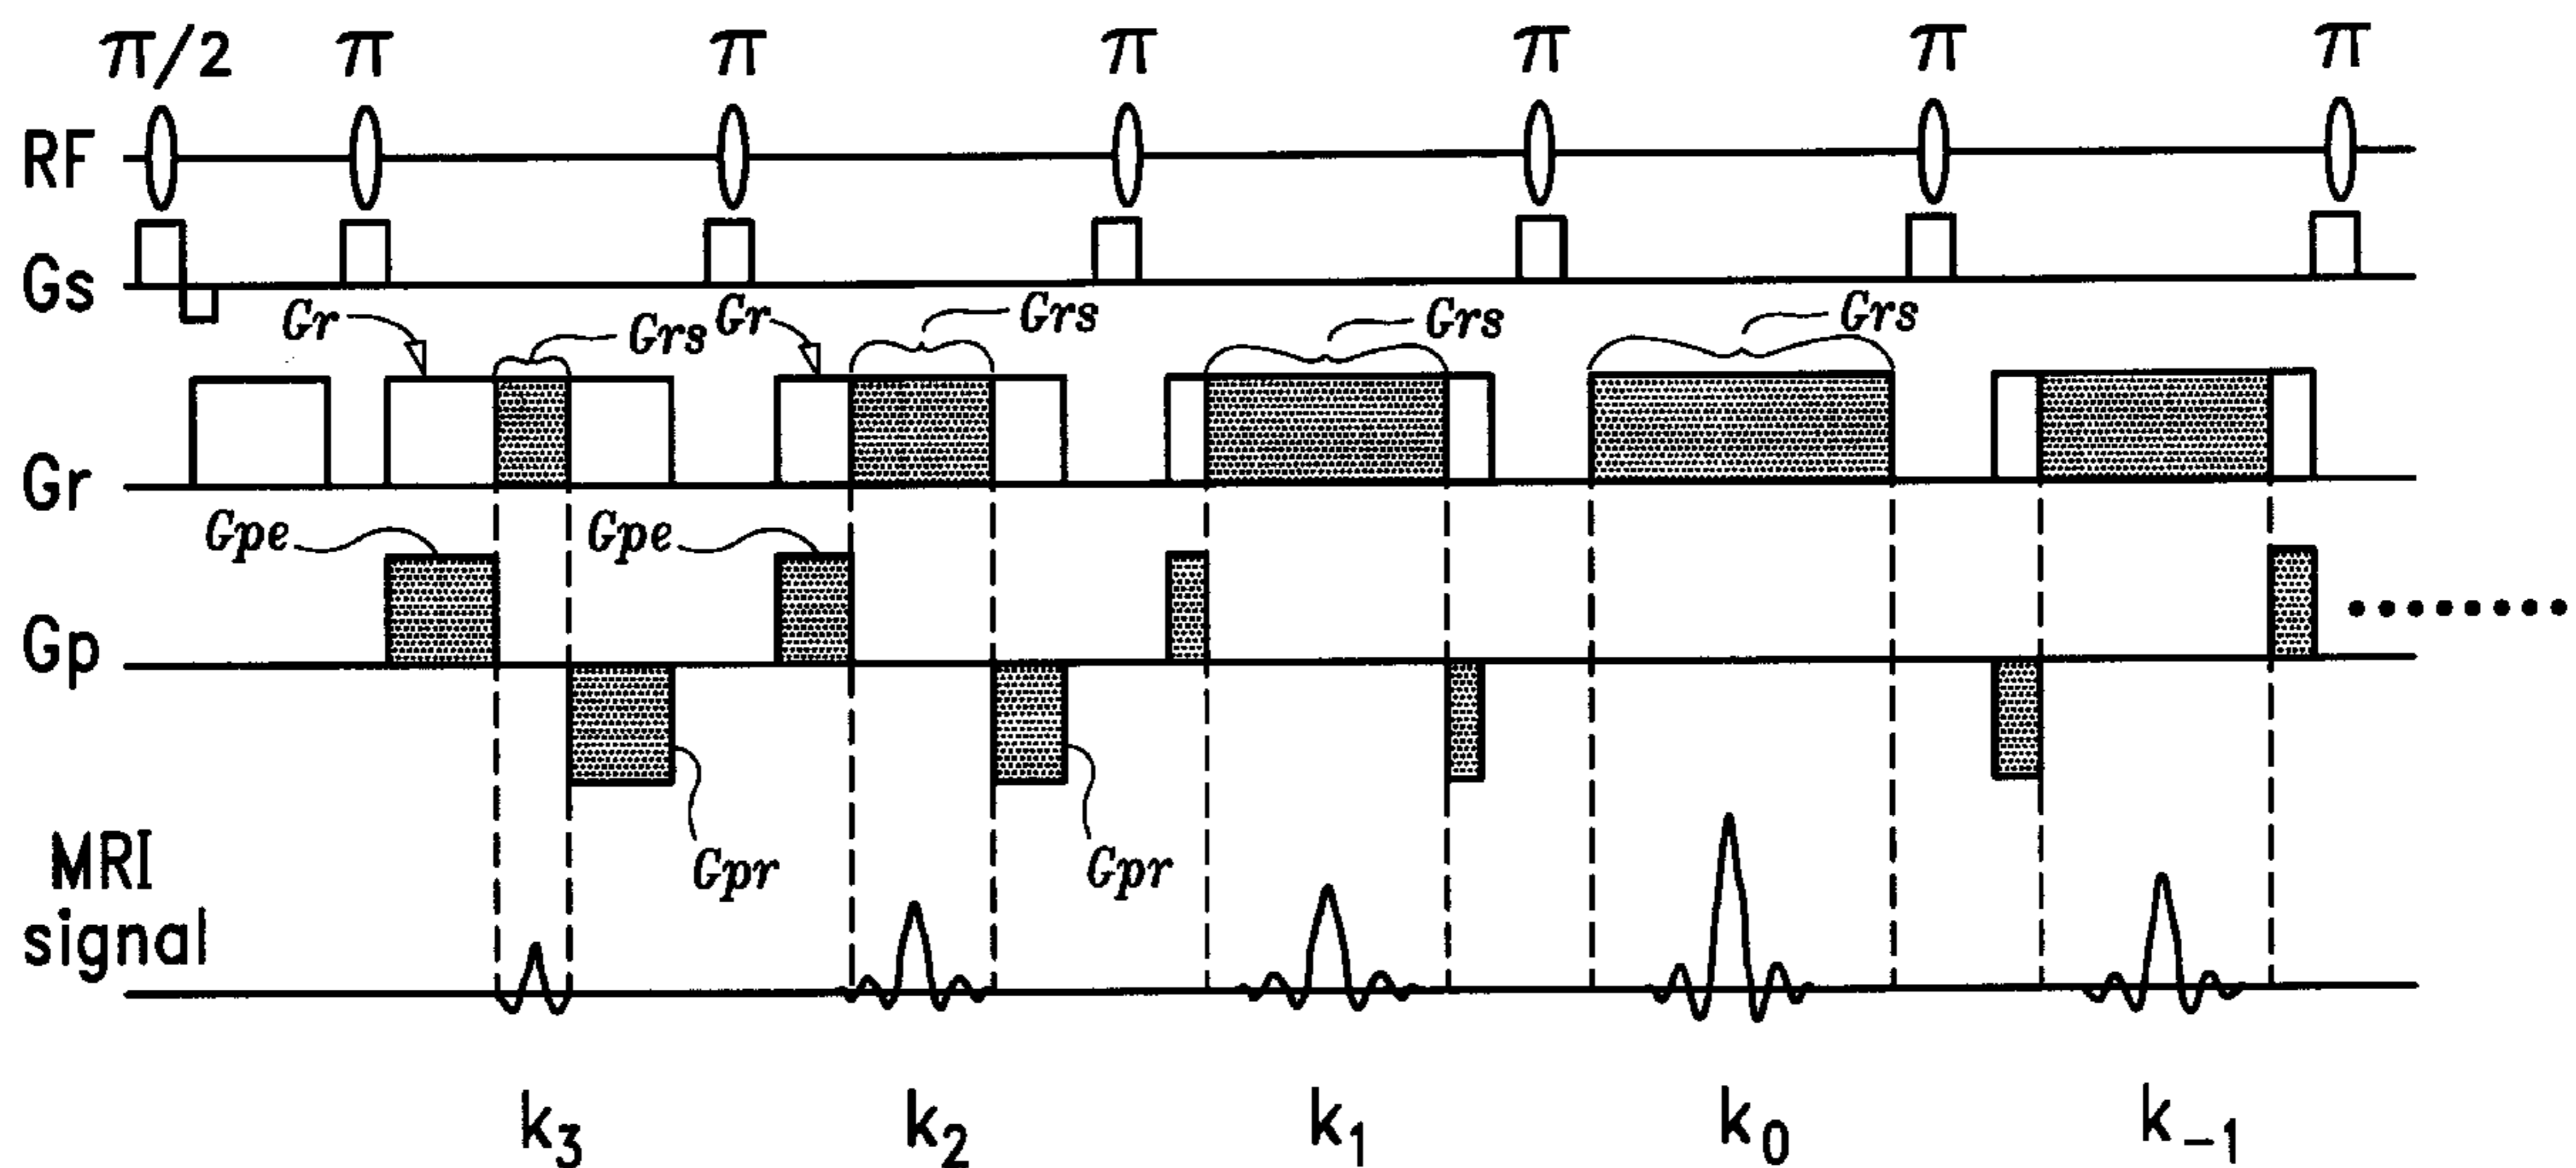 π/2 π π π π π π
RF
Gs
Gr Grs Gr Grs Grs Grs
Gr
Gpe Gpe
Gp
Gpr Gpr
MRI
signal
k₃ k₂ k₁ k₀ k₋₁